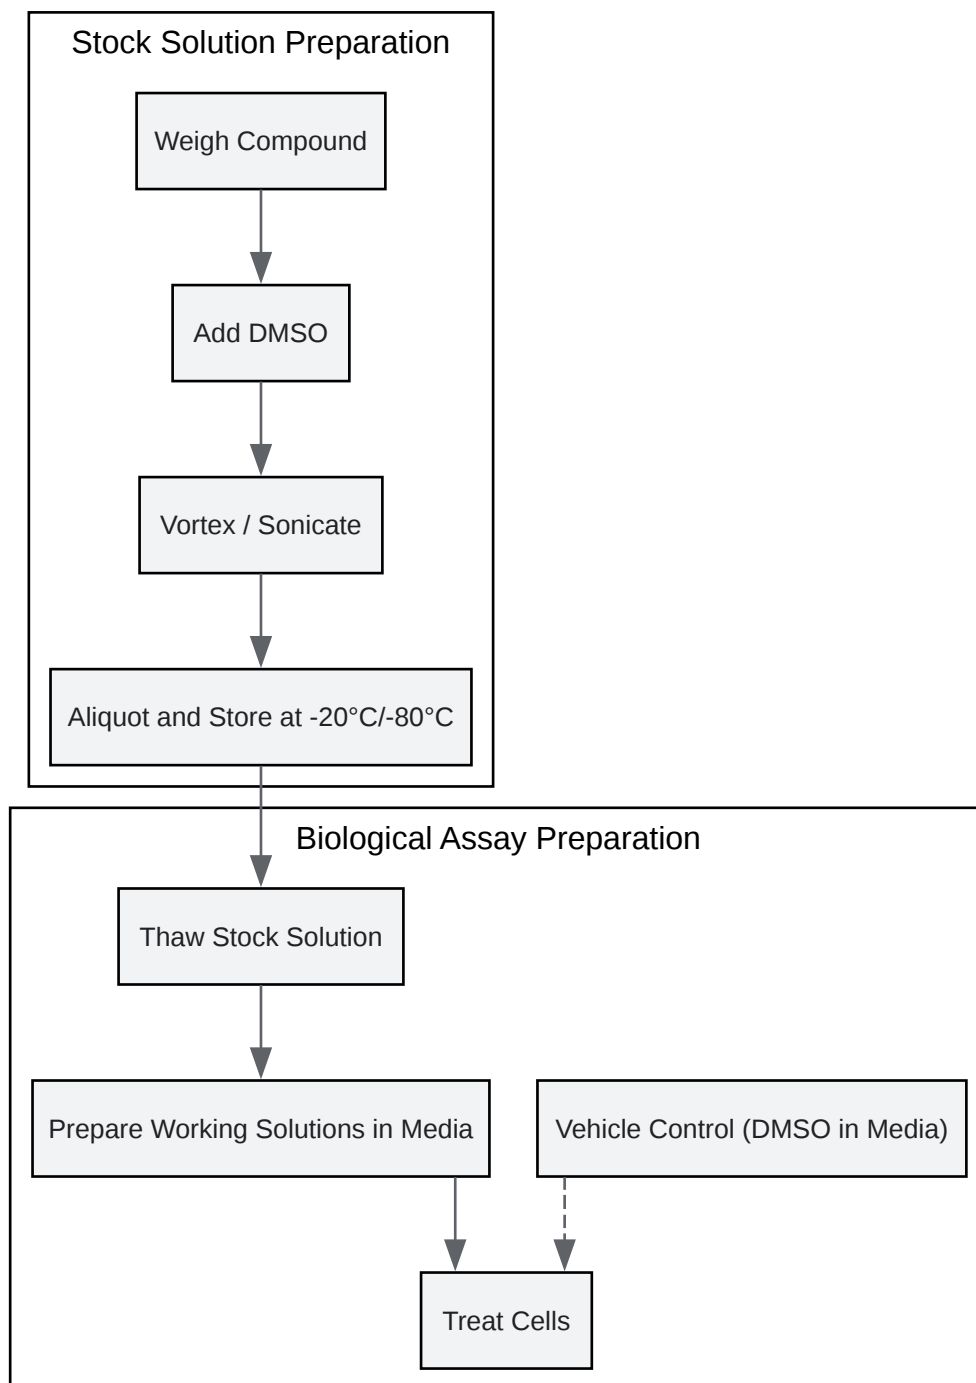 Stock Solution Preparation
Weigh Compound
Add DMSO
Vortex / Sonicate
Aliquot and Store at -20°C/-80°C
Biological Assay Preparation
Thaw Stock Solution
Prepare Working Solutions in Media
Vehicle Control (DMSO in Media)
Treat Cells